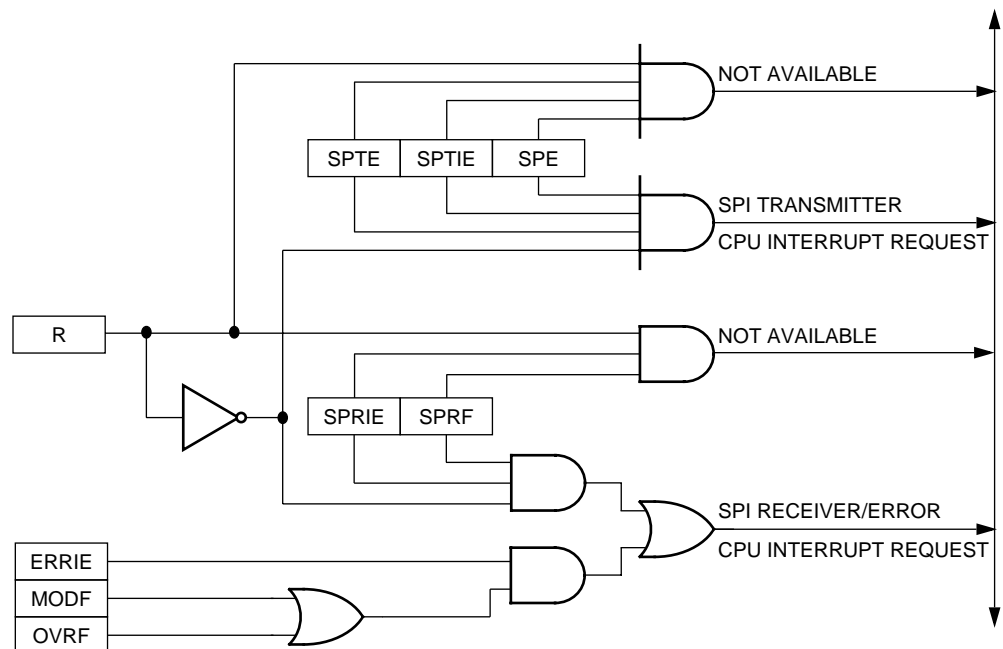 NOT AVAILABLE
SPTE SPTIE SPE
SPI TRANSMITTER
CPU INTERRUPT REQUEST
R
NOT AVAILABLE
SPRIE SPRF
SPI RECEIVER/ERROR
CPU INTERRUPT REQUEST
ERRIE
MODF
OVRF